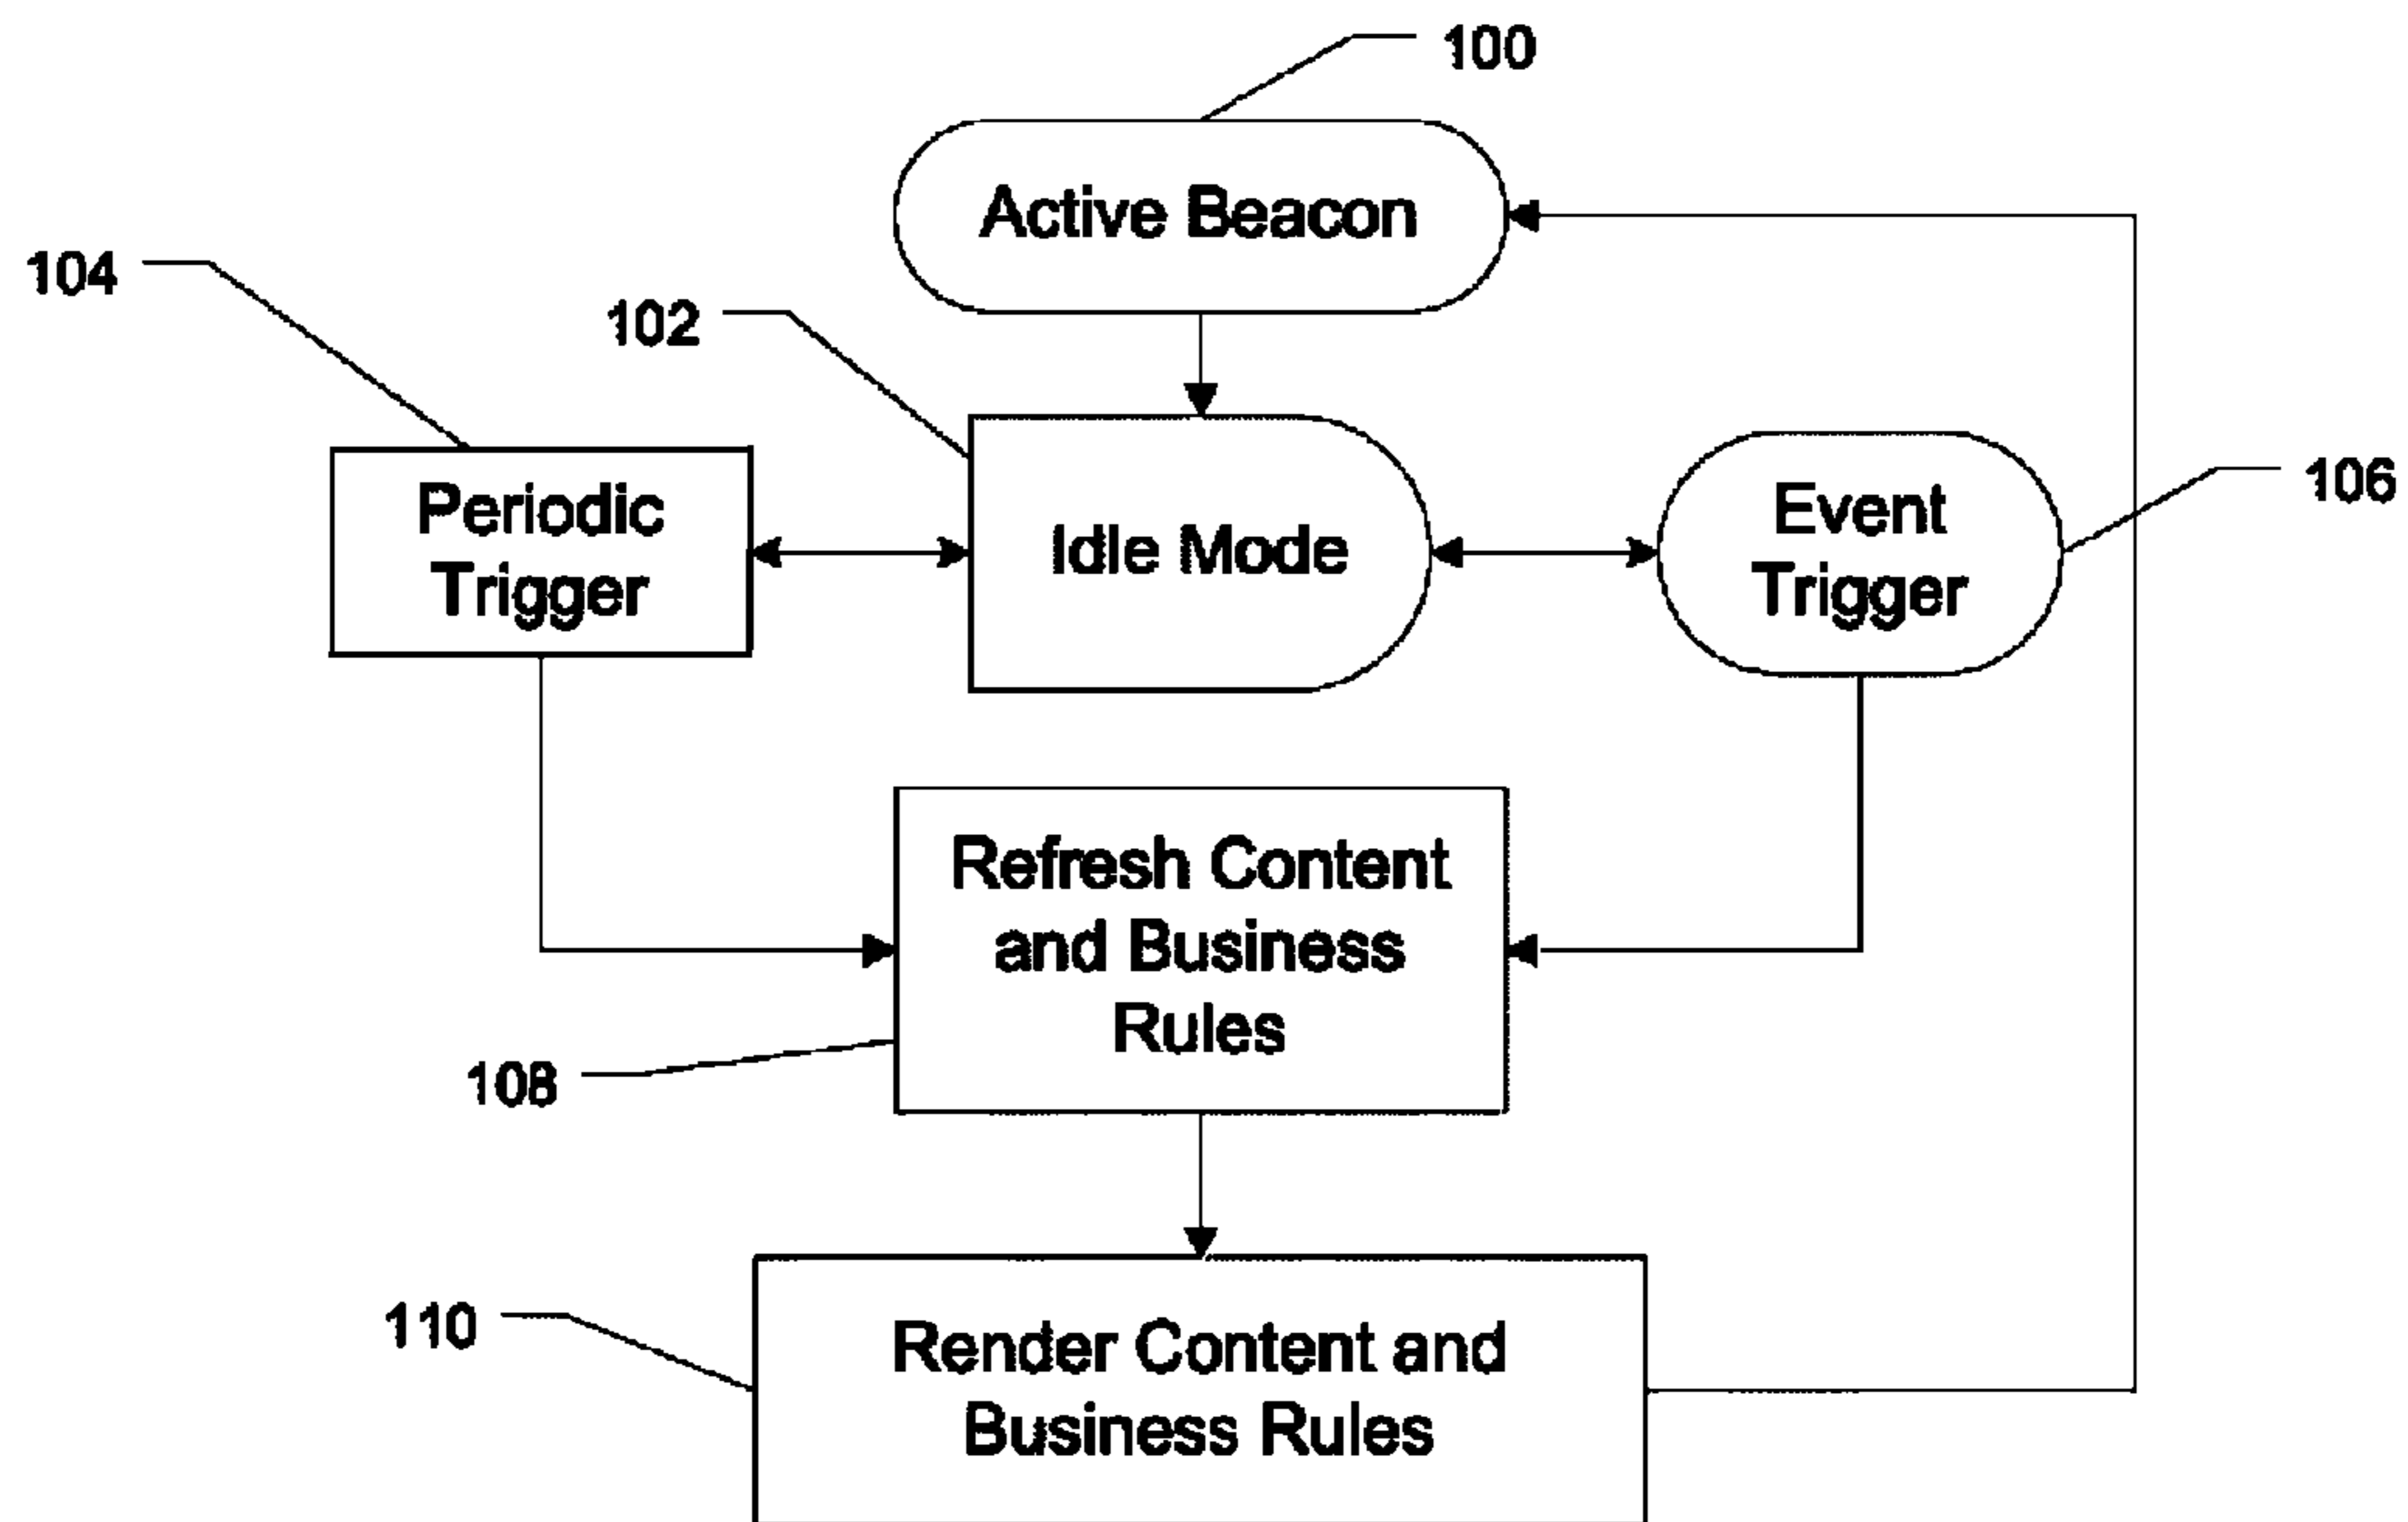 100
Active Beacon
104
102
Periodic
Trigger
Idle Mode
Event
Trigger
106
Refresh Content
and Business
Rules
108
110
Render Content and
Business Rules